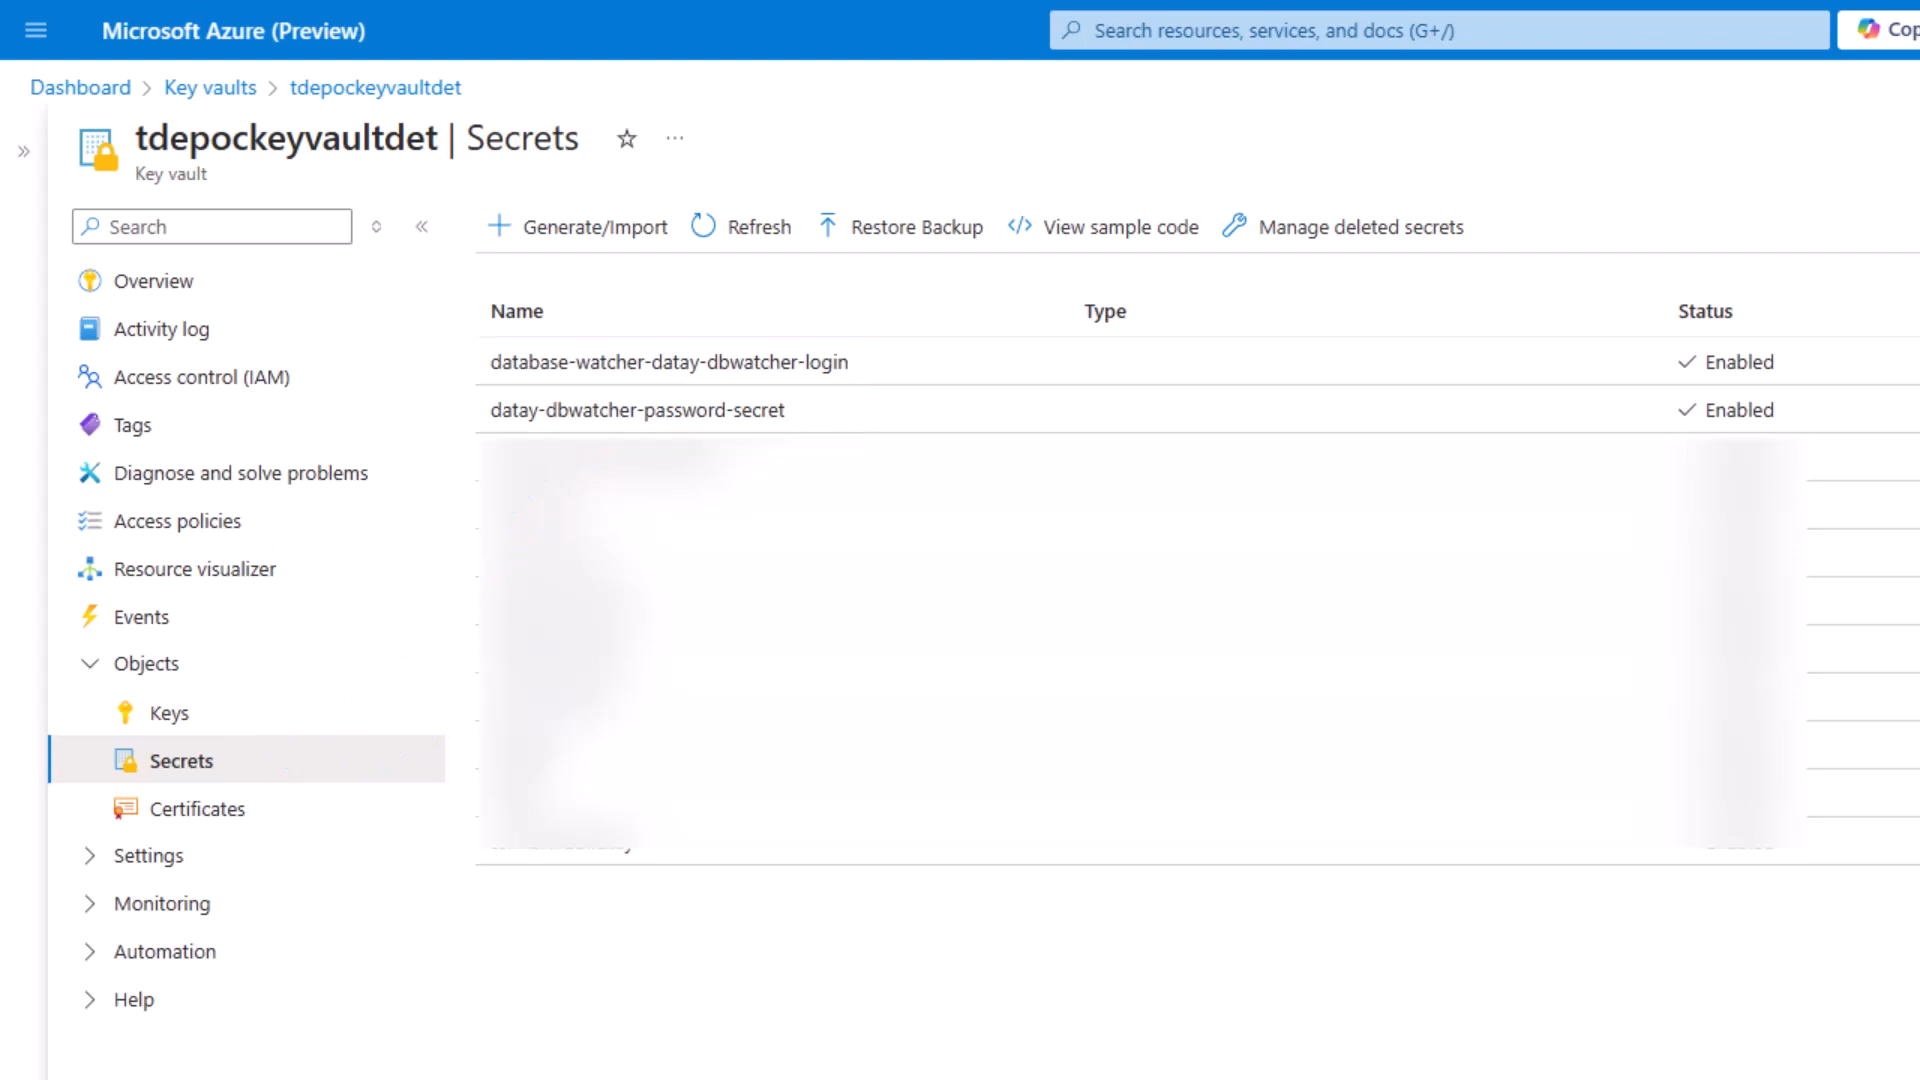 Microsoft Azure (Preview)
Search resources, services, and docs (G+/)
Dashboard > Key vaults > tdepockeyvaultdet
tdepockeyvaultdet | Secrets
Key vault
Search
Generate/Import
Refresh
Restore Backup
View sample code
Manage deleted secrets
Overview
Activity log
Access control (IAM)
Tags
Diagnose and solve problems
Access policies
Resource visualizer
Events
Objects
Keys
Secrets
Certificates
Settings
Monitoring
Automation
Help
Name Type Status
database-watcher-datay-dbwatcher-login Enabled
datay-dbwatcher-password-secret Enabled